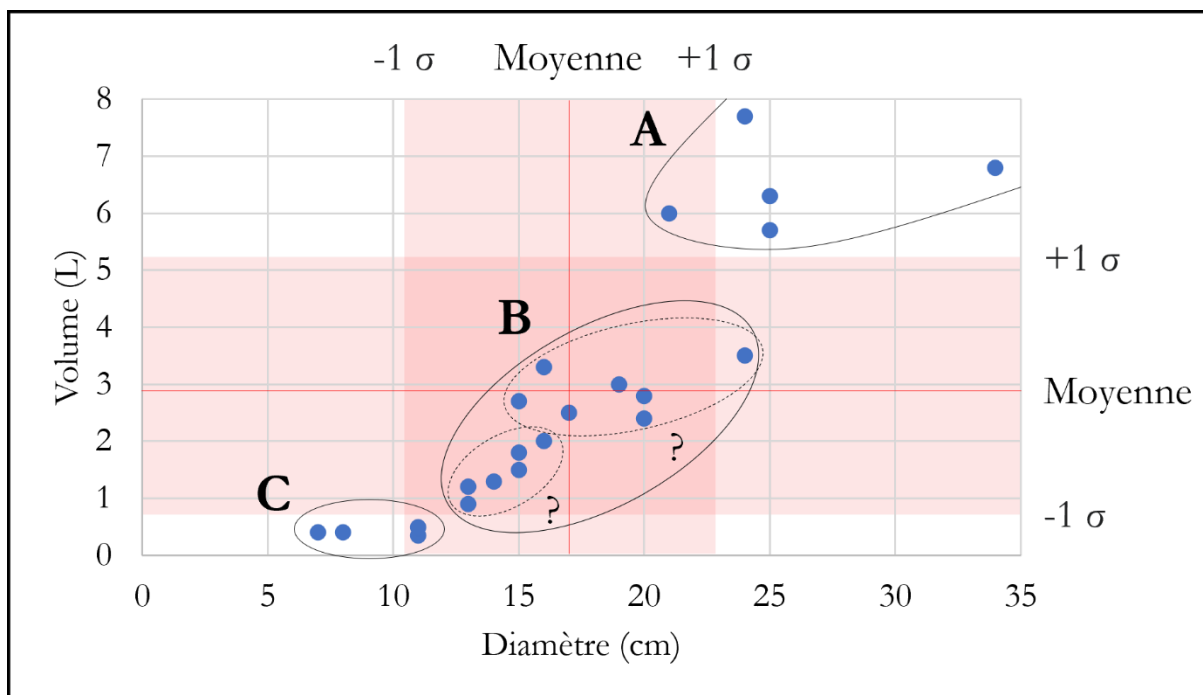 -1 σ Moyenne +1 σ
8
A
7
6
5
+1 σ
B
4
3
Moyenne
2
?
1
C
?
-1 σ
0
0 5 10 15 20 25 30 35
Volume (L)
Diamètre (cm)